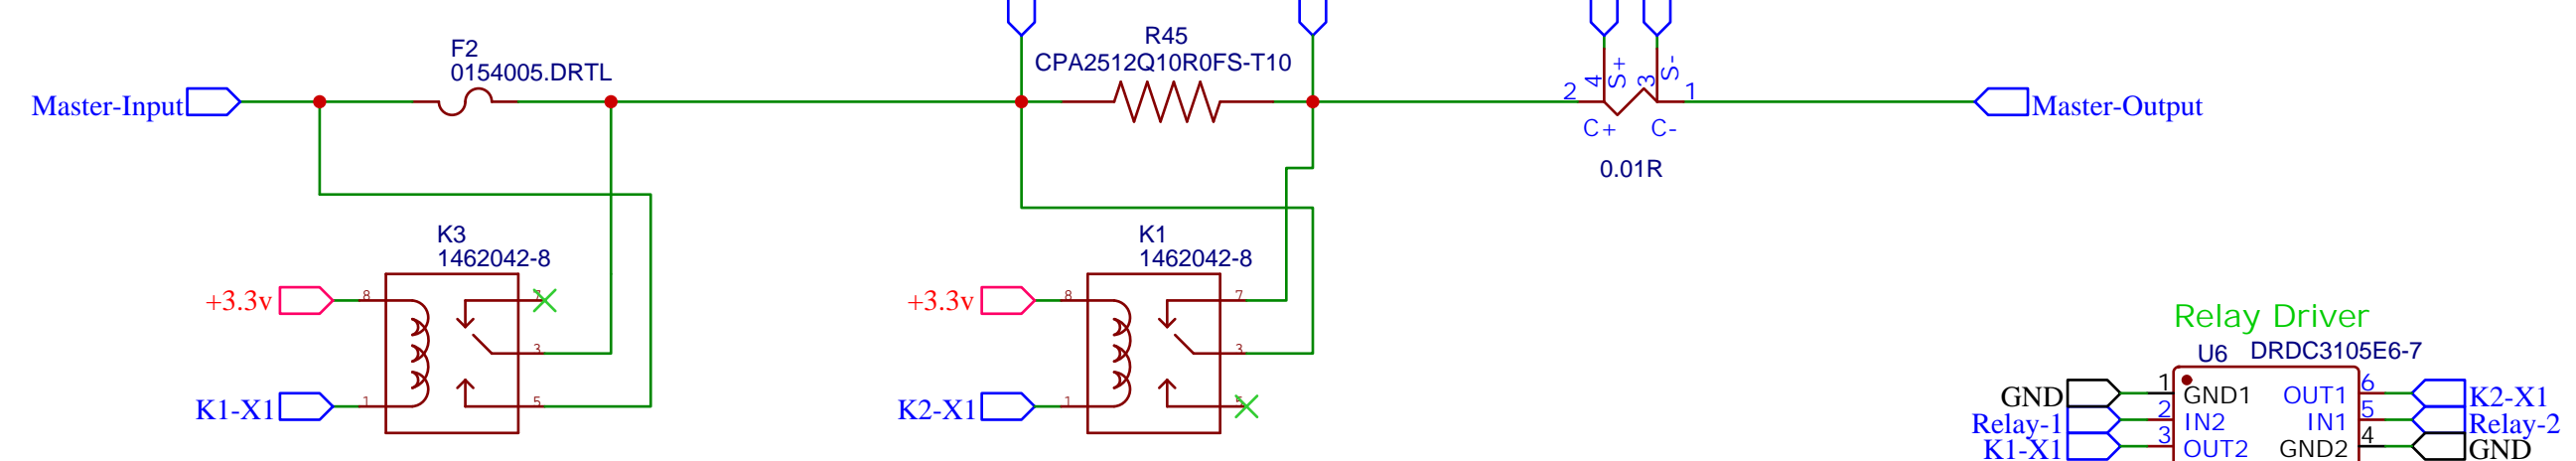 F2
0154005.DRTL
Master-Input
R45
CPA2512Q10R0FS-T10
2
4
S+
3
S-
1
C+
C-
0.01R
Master-Output
K3
1462042-8
+3.3v
8
7
3
K1-X1
1
5
K1
1462042-8
+3.3v
8
7
3
K2-X1
1
5
Relay Driver
U6 DRDC3105E6-7
GND 1 GND1 OUT1 6 K2-X1
Relay-1 2 IN2 IN1 5 Relay-2
K1-X1 3 OUT2 GND2 4 GND